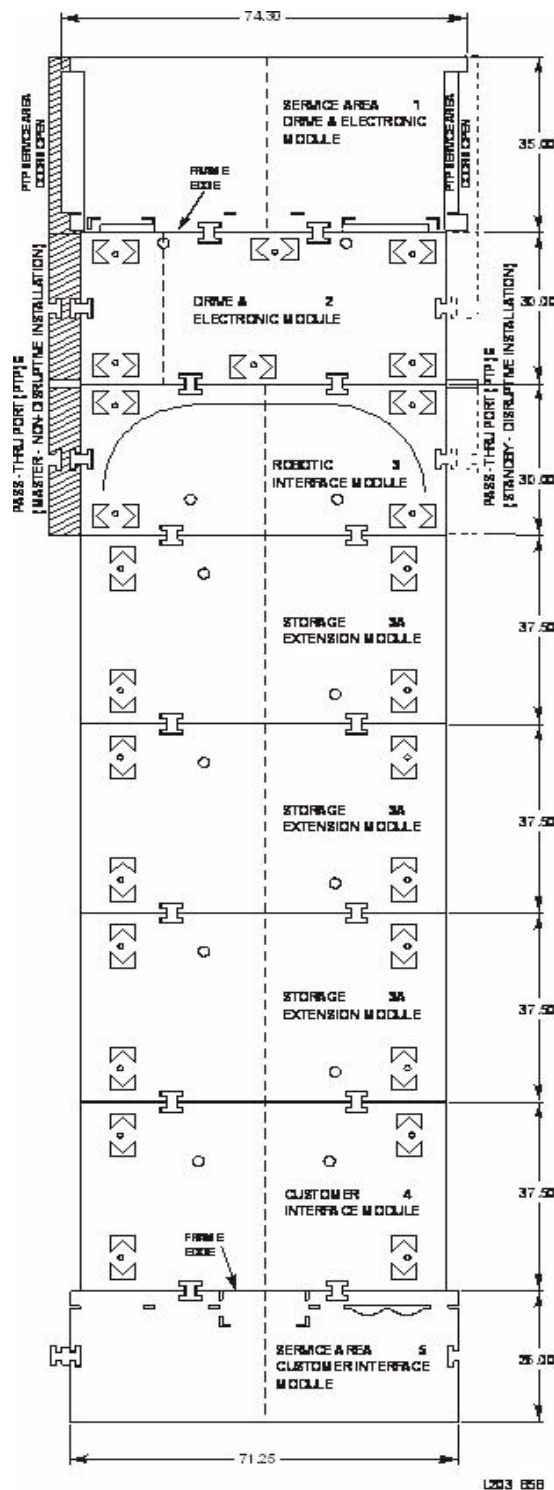 74.30
SERVICE AREA 1
DRIVE & ELECTRONIC
MODULE
PTP SERVICE AREA
DOOR OPEN
PTP SERVICE AREA
DOOR OPEN
35.00
FRAME
EDGE
DRIVE & 2
ELECTRONIC MODULE
30.00
PASS - THRU PORT [PTP]
[MASTER - NON-DISRUPTIVE INSTALLATION]
PASS - THRU PORT [PTP]
[STANDBY - DISRUPTIVE INSTALLATION]
ROBOTIC 3
INTERFACE MODULE
30.00
STORAGE 3A
EXTENSION MODULE
37.50
STORAGE 3A
EXTENSION MODULE
37.50
STORAGE 3A
EXTENSION MODULE
37.50
CUSTOMER 4
INTERFACE MODULE
37.50
FRAME
EDGE
SERVICE AREA 5
CUSTOMER INTERFACE
MODULE
71.25